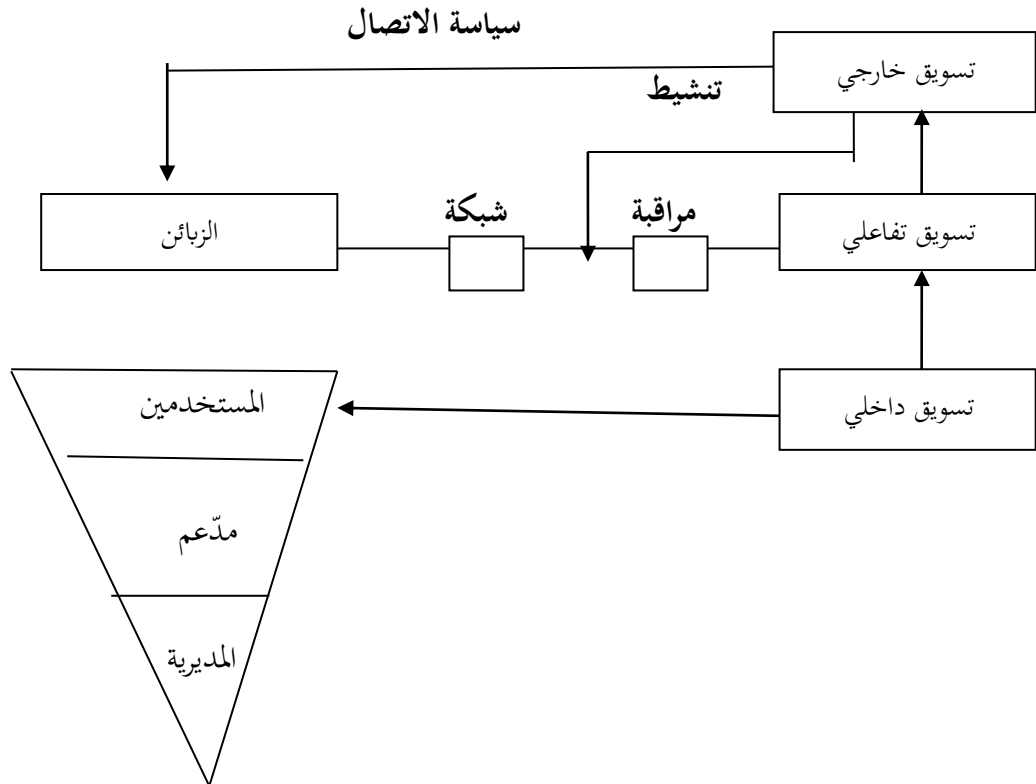 سياسة الاتصال
تسويق خارجي
تنشيط
مراقبة
شبكة
تسويق تفاعلي
الزبائن
تسويق داخلي
المستخدمين
مدّعم
المديرية